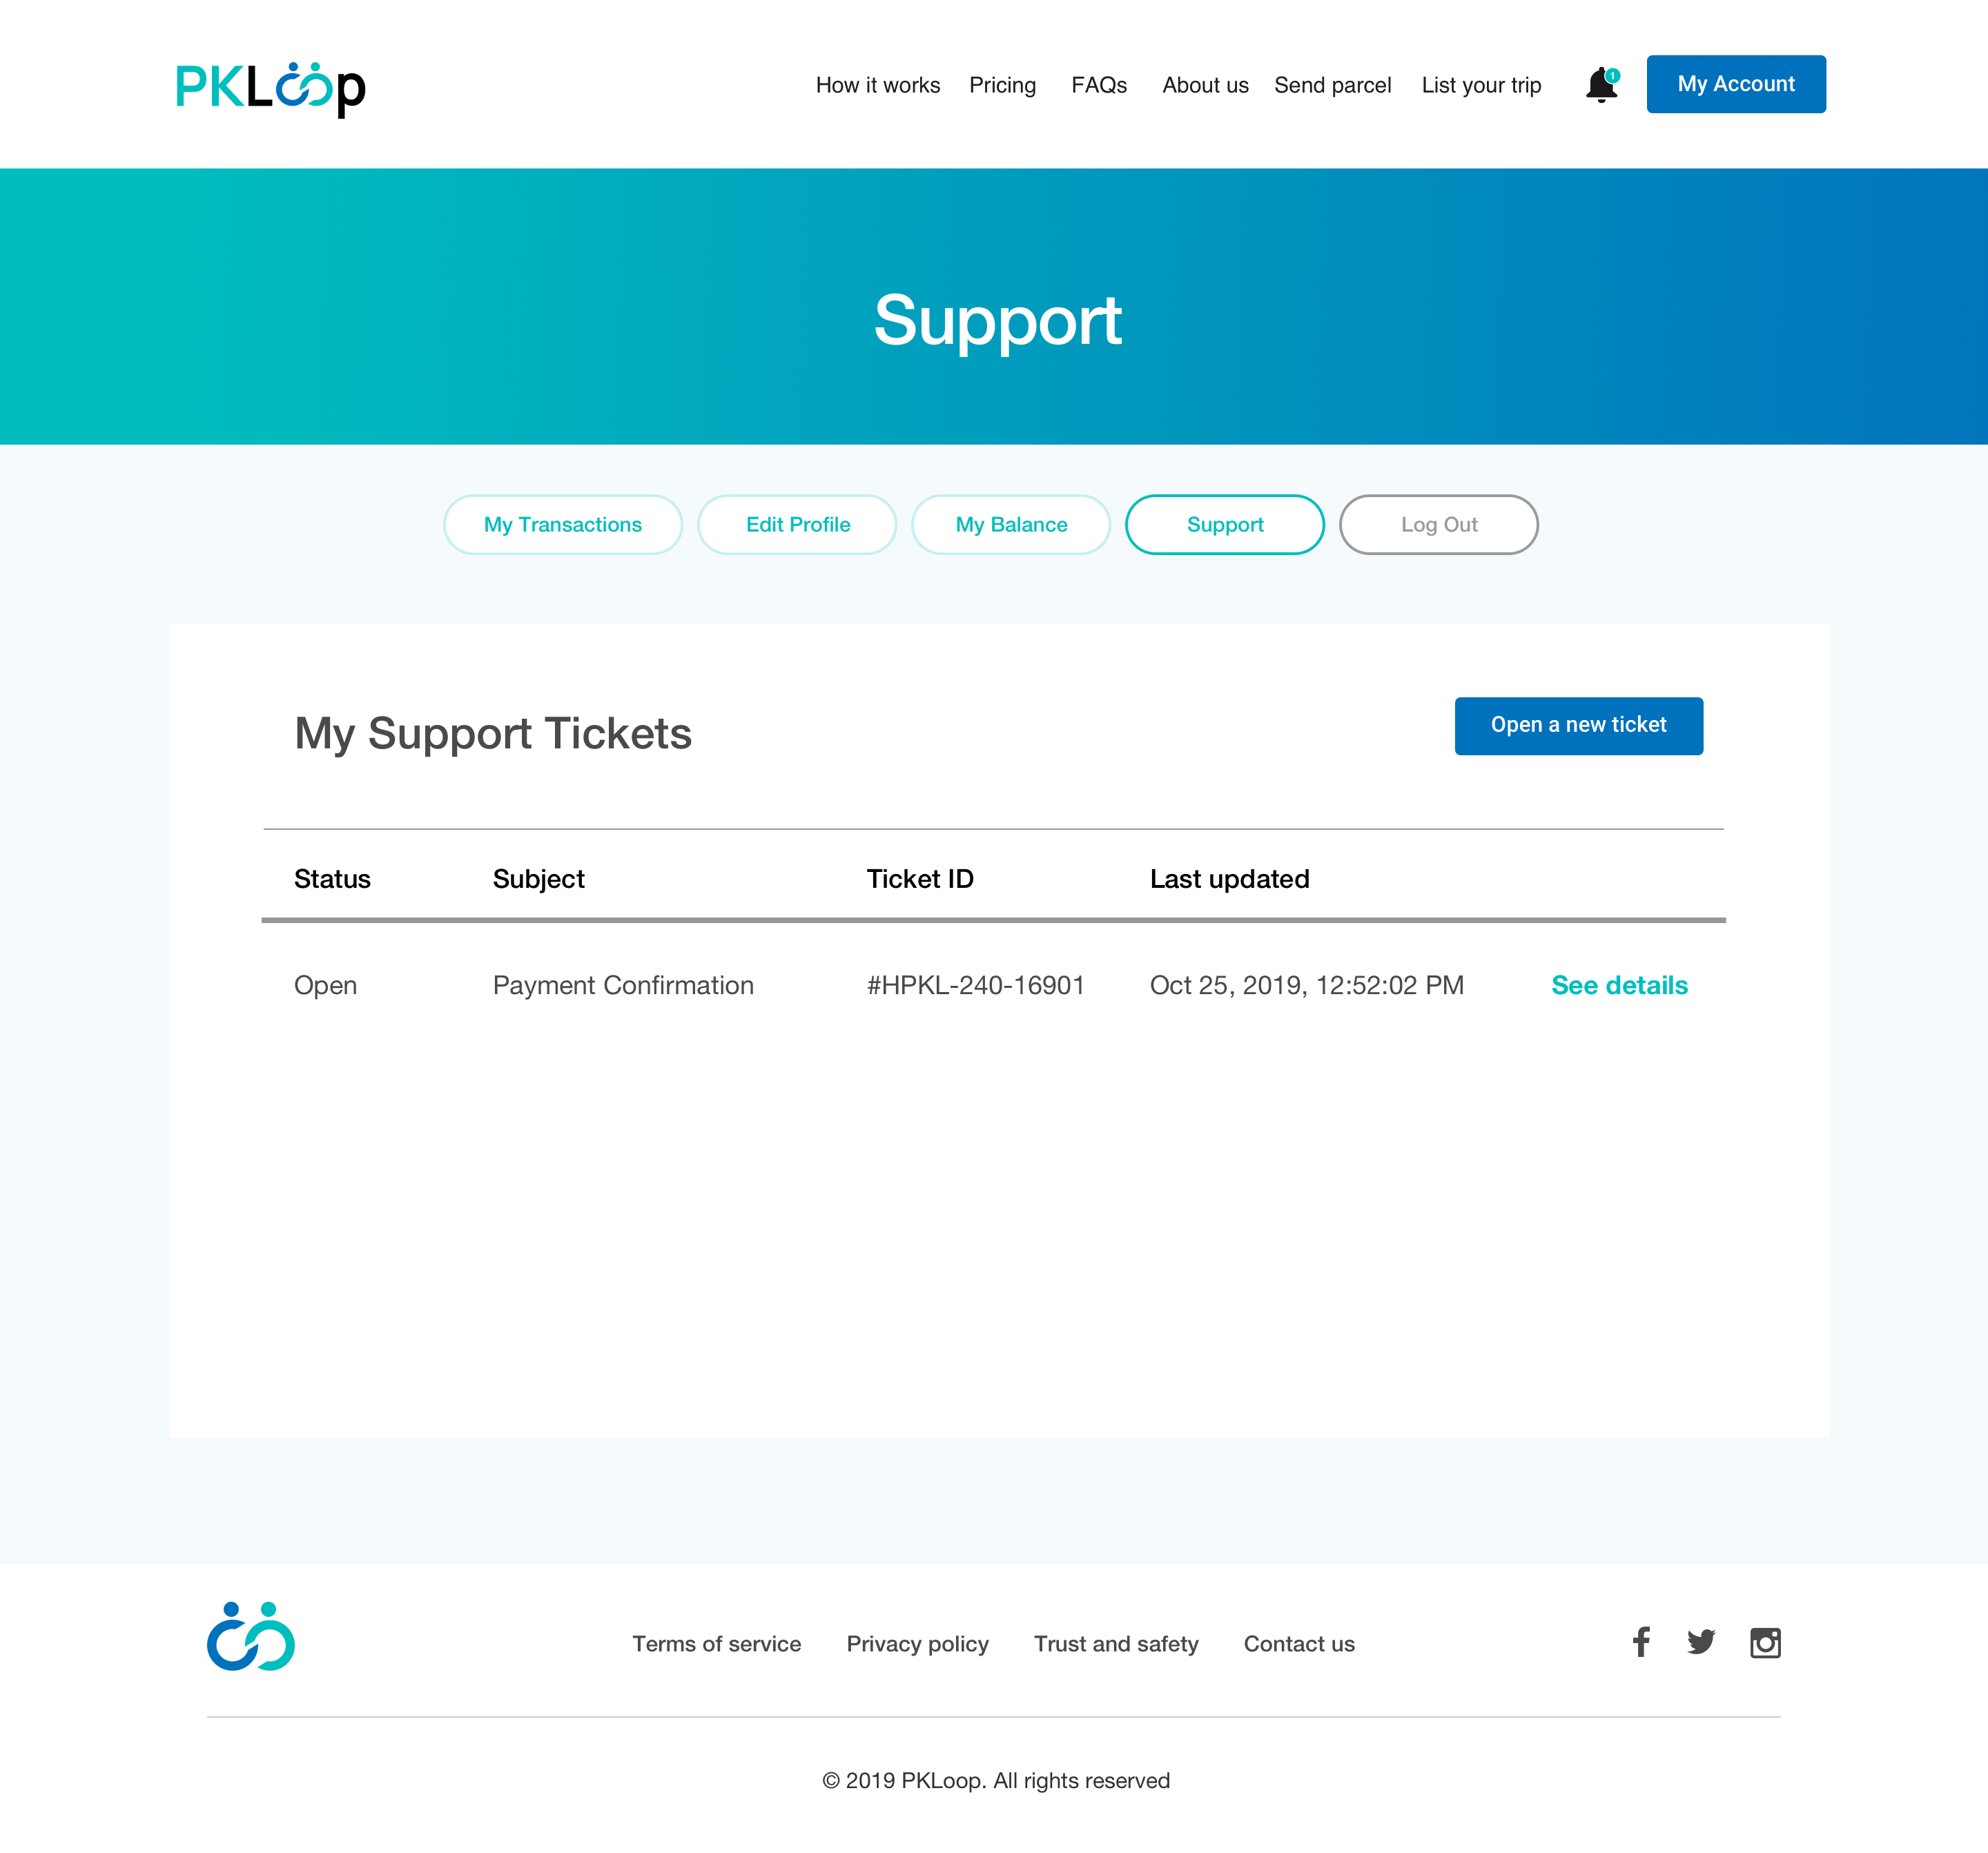 PKLoop
How it works Pricing FAQs About us Send parcel List your trip 1 My Account
Support
My Transactions Edit Profile My Balance Support Log Out
My Support Tickets Open a new ticket
Status Subject Ticket ID Last updated
Open Payment Confirmation #HPKL-240-16901 Oct 25, 2019, 12:52:02 PM See details
Terms of service Privacy policy Trust and safety Contact us
© 2019 PKLoop. All rights reserved